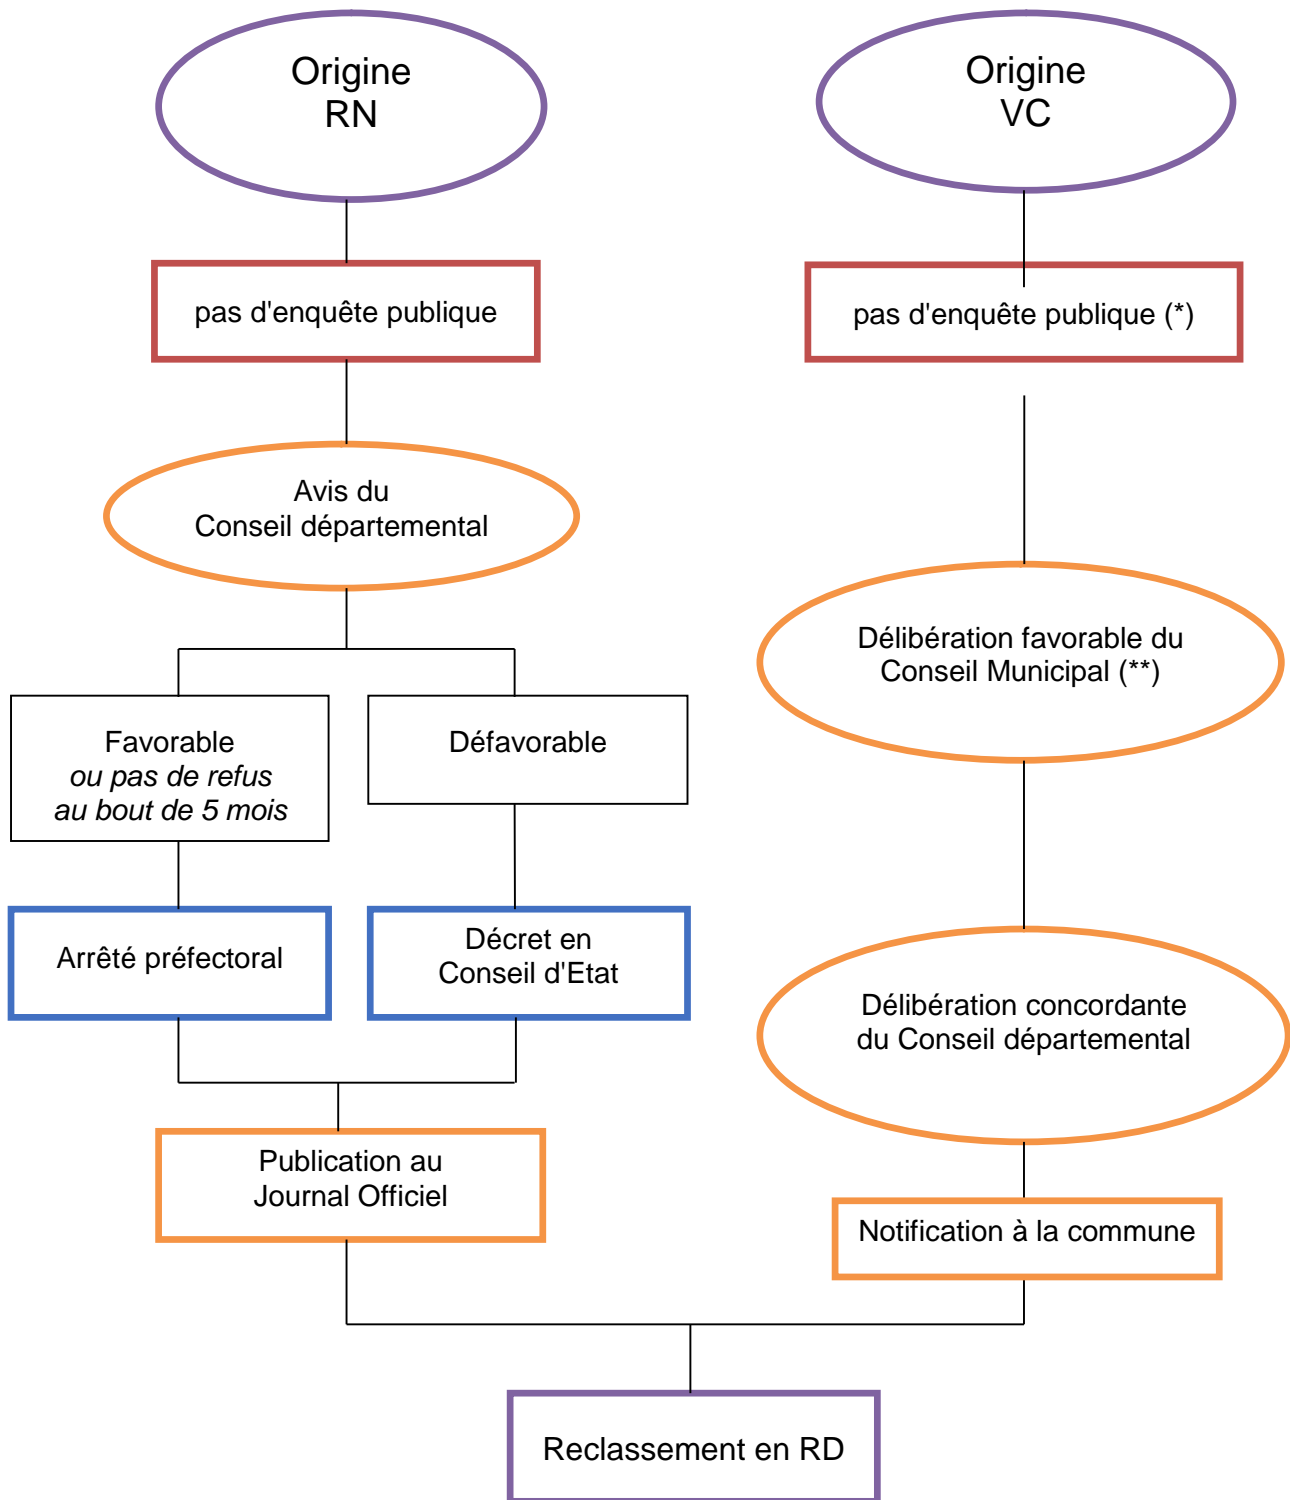 Origine
RN
pas d'enquête publique
Avis du
Conseil départemental
Favorable
ou pas de refus
au bout de 5 mois
Défavorable
Arrêté préfectoral
Décret en
Conseil d'Etat
Publication au
Journal Officiel
Origine
VC
pas d'enquête publique (*)
Délibération favorable du
Conseil Municipal (**)
Délibération concordante
du Conseil départemental
Notification à la commune
Reclassement en RD